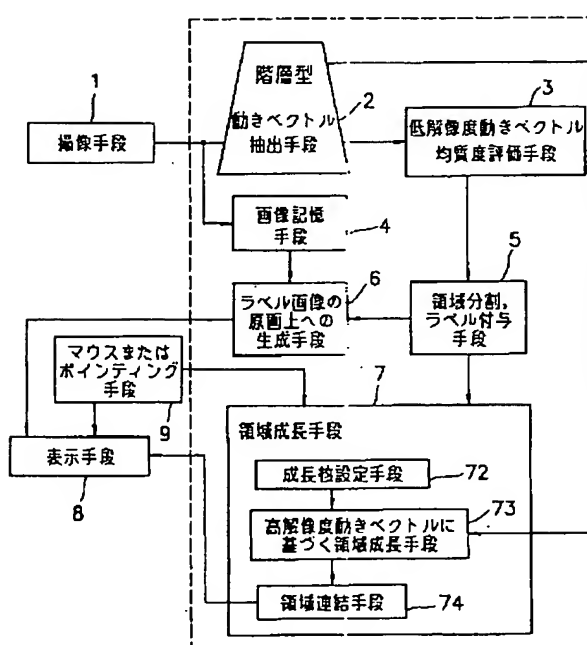 1
撮像手段
階層型
動きベクトル
抽出手段
2
3
低解像度動きベクトル
均質度評価手段
画像記憶
手段
4
5
領域分割,
ラベル付与
手段
6
ラベル画像の
原画上への
生成手段
マウスまたは
ポインティング
手段
9
表示手段
8
7
領域成長手段
成長核設定手段
72
73
高解像度動きベクトルに
基づく領域成長手段
領域連結手段
74